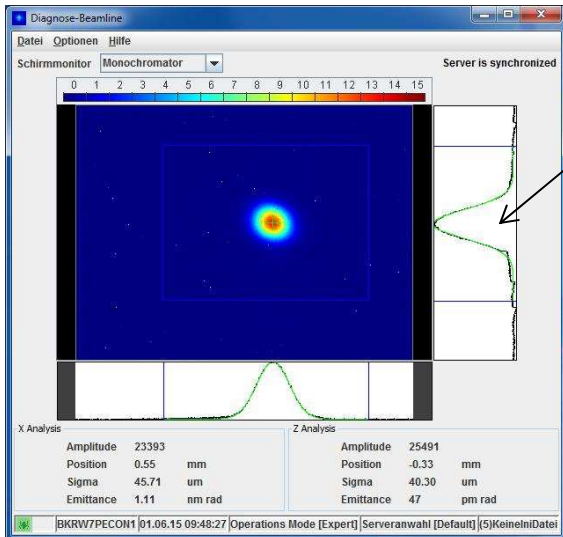 Diagnose-Beamline
Datei Optionen Hilfe
Schirmmonitor Monochromator Server is synchronized
0 1 2 3 4 5 6 7 8 9 10 11 12 13 14 15
X Analysis
Amplitude 23393
Position 0.55 mm
Sigma 45.71 um
Emittance 1.11 nm rad
Z Analysis
Amplitude 25491
Position -0.33 mm
Sigma 40.30 um
Emittance 47 pm rad
BKRW7PECON1 01.06.15 09:48:27 Operations Mode [Expert] Serveranwahl [Default] (5)KeineIniDatei